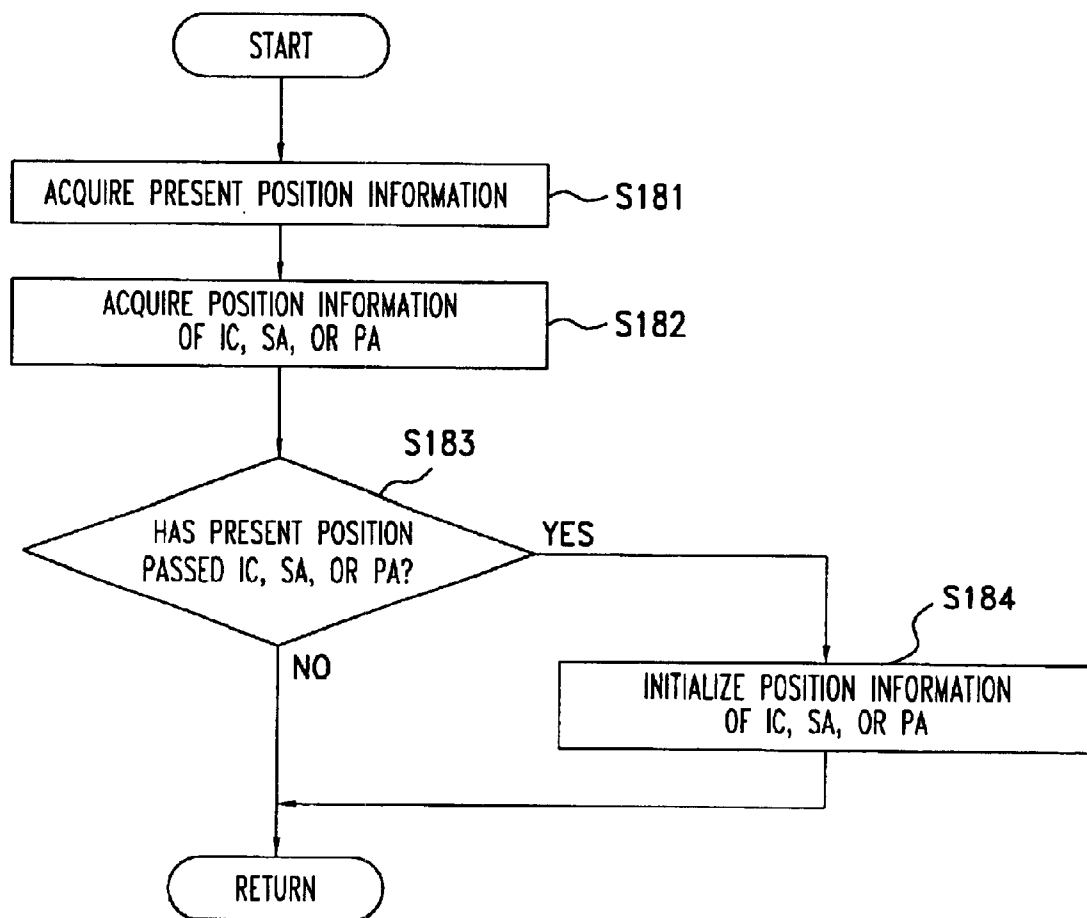 START
ACQUIRE PRESENT POSITION INFORMATION
S181
ACQUIRE POSITION INFORMATION
OF IC, SA, OR PA
S182
S183
HAS PRESENT POSITION
PASSED IC, SA, OR PA?
YES
NO
S184
INITIALIZE POSITION INFORMATION
OF IC, SA, OR PA
RETURN